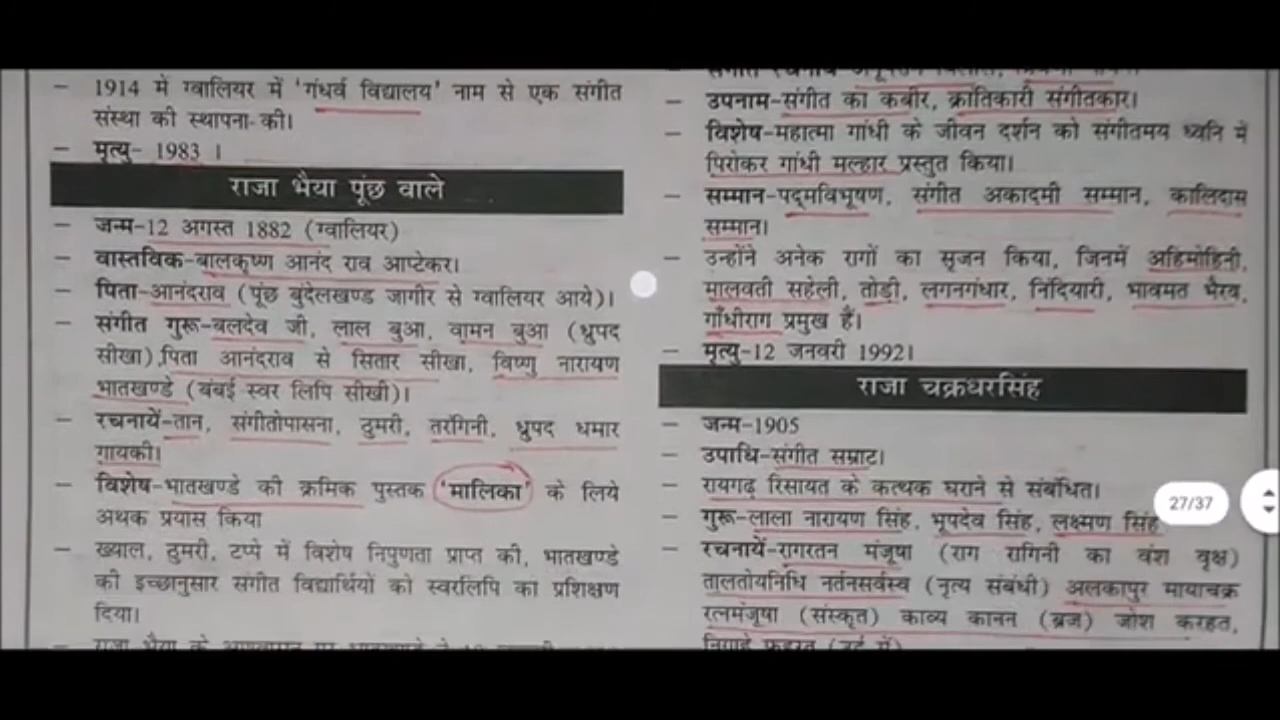 – 1914 में ग्वालियर में 'गंधर्व विद्यालय' नाम से एक संगीत
संस्था की स्थापना की।
– मृत्यु- 1983 ।
राजा भैया पूंछ वाले
– जन्म-12 अगस्त 1882 (ग्वालियर)
– वास्तविक-बालकृष्ण आनंद राव आप्टेकर।
– पिता-आनंदराव (पूंछ बुंदेलखण्ड जागीर से ग्वालियर आये)।
– संगीत गुरू-बलदेव जी, लाल बुआ, वामन बुआ (ध्रुपद
सीखा) पिता आनंदराव से सितार सीखा, विष्णु नारायण
भातखण्डे (बंबई स्वर लिपि सीखी)।
– रचनायें-तान, संगीतोपासना, ठुमरी, तरंगिनी, ध्रुपद धमार
गायकी।
– विशेष-भातखण्डे की क्रमिक पुस्तक 'मालिका' के लिये
अथक प्रयास किया
– ख्याल, ठुमरी, टप्पे में विशेष निपुणता प्राप्त की, भातखण्डे
की इच्छानुसार संगीत विद्यार्थियों को स्वरलिपि का प्रशिक्षण
दिया।
– उपनाम-संगीत का कबीर, क्रांतिकारी संगीतकार।
– विशेष-महात्मा गांधी के जीवन दर्शन को संगीतमय ध्वनि में
पिरोकर गांधी मल्हार प्रस्तुत किया।
– सम्मान-पद्मविभूषण, संगीत अकादमी सम्मान, कालिदास
सम्मान।
– उन्होंने अनेक रागों का सृजन किया, जिनमें अहिमोहिनी,
मालवती सहेली, तोड़ी, लगनगंधार, निंदियारी, भावमत भैरव,
गाँधीराग प्रमुख हैं।
– मृत्यु-12 जनवरी 1992।
राजा चक्रधरसिंह
– जन्म-1905
– उपाधि-संगीत सम्राट।
– रायगढ़ रिसायत के कत्थक घराने से संबंधित।
– गुरू-लाला नारायण सिंह, भूपदेव सिंह, लक्ष्मण सिंह
– रचनायें-रागरतन मंजूषा (राग रागिनी का वंश वृक्ष)
तालतोयनिधि नर्तनसर्वस्व (नृत्य संबंधी) अलकापुर मायाचक्र
रत्नमंजूषा (संस्कृत) काव्य कानन (ब्रज) जोश करहत,
27/37